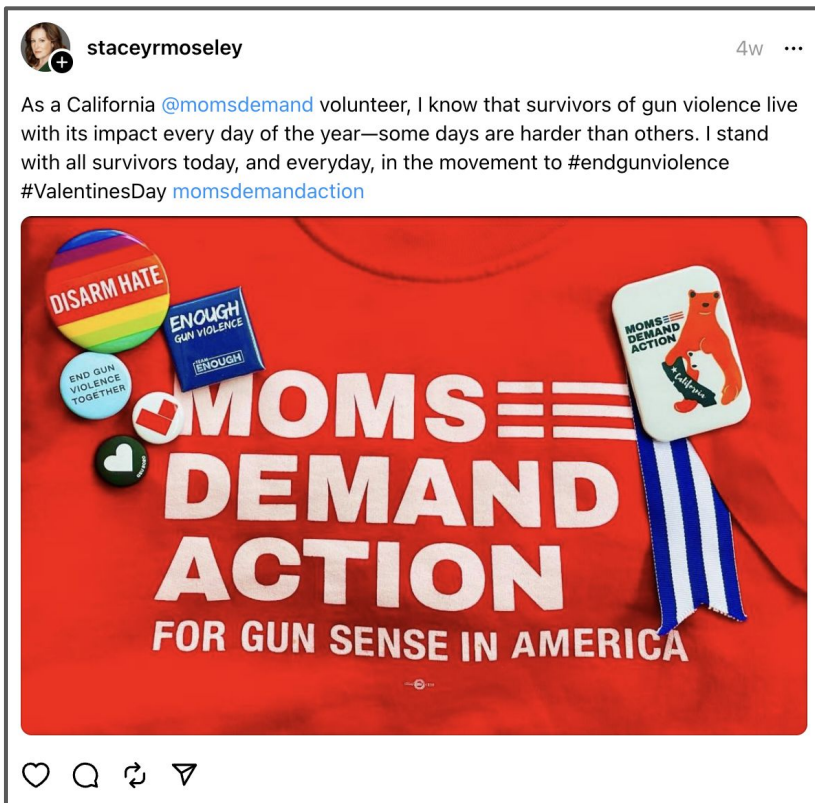 staceyrmoseley
4w
As a California @momsdemand volunteer, I know that survivors of gun violence live
with its impact every day of the year—some days are harder than others. I stand
with all survivors today, and everyday, in the movement to #endgunviolence
#ValentinesDay momsdemandaction
DISARM HATE
ENOUGH
GUN VIOLENCE
TEAM
ENOUGH
END GUN
VIOLENCE
TOGETHER
MOMS
DEMAND
ACTION
California
MOMS
DEMAND
ACTION
FOR GUN SENSE IN AMERICA